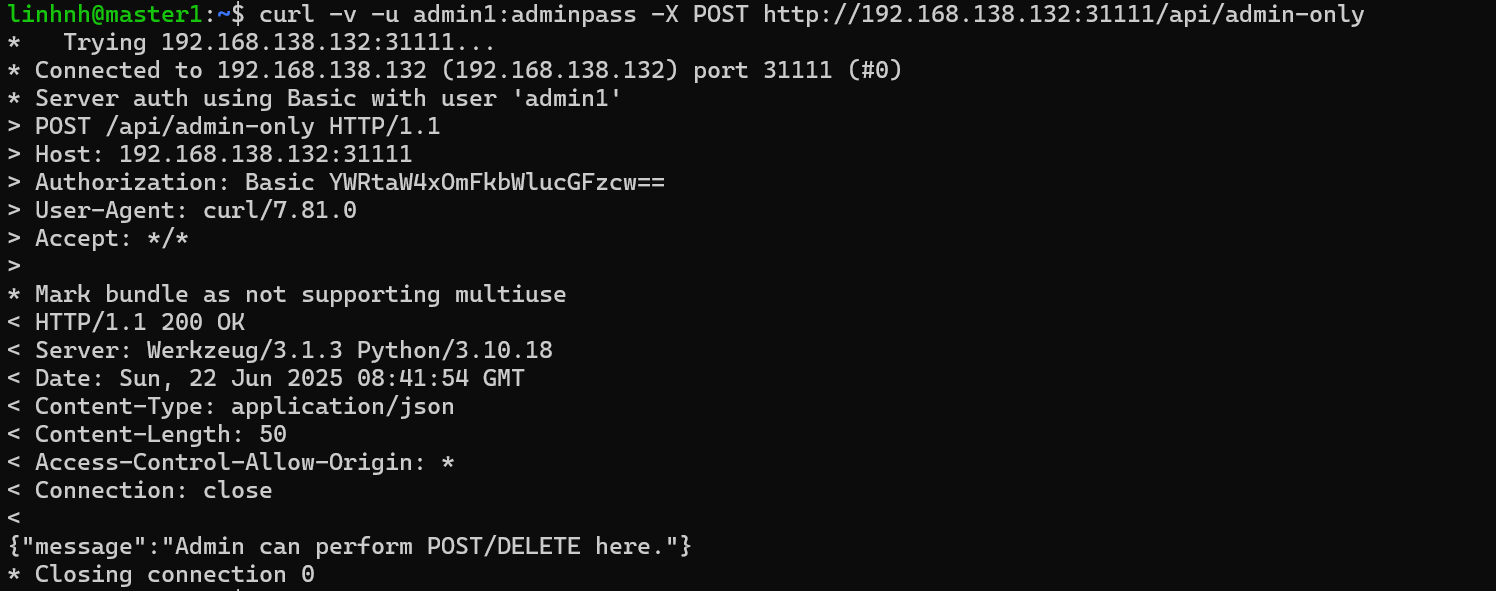 linhnh@master1:~$ curl -v -u admin1:adminpass -X POST http://192.168.138.132:31111/api/admin-only
*   Trying 192.168.138.132:31111...
* Connected to 192.168.138.132 (192.168.138.132) port 31111 (#0)
* Server auth using Basic with user 'admin1'
> POST /api/admin-only HTTP/1.1
> Host: 192.168.138.132:31111
> Authorization: Basic YWRtaW4xOmFkbWlucGFzcw==
> User-Agent: curl/7.81.0
> Accept: */*
>
* Mark bundle as not supporting multiuse
< HTTP/1.1 200 OK
< Server: Werkzeug/3.1.3 Python/3.10.18
< Date: Sun, 22 Jun 2025 08:41:54 GMT
< Content-Type: application/json
< Content-Length: 50
< Access-Control-Allow-Origin: *
< Connection: close
<
{"message":"Admin can perform POST/DELETE here."}
* Closing connection 0